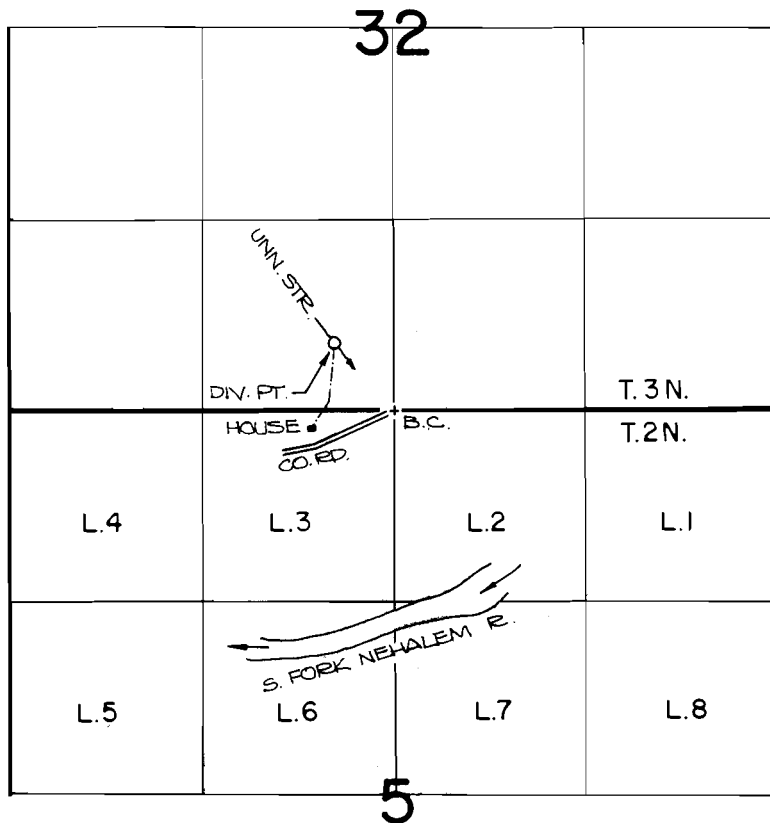 32
UNN. STR.
DIV. PT.
T. 3 N.
HOUSE
B.C.
T. 2 N.
CO. RD.
L.4
L.3
L.2
L.1
S. FORK NEHALEM R.
L.5
L.6
L.7
L.8
5